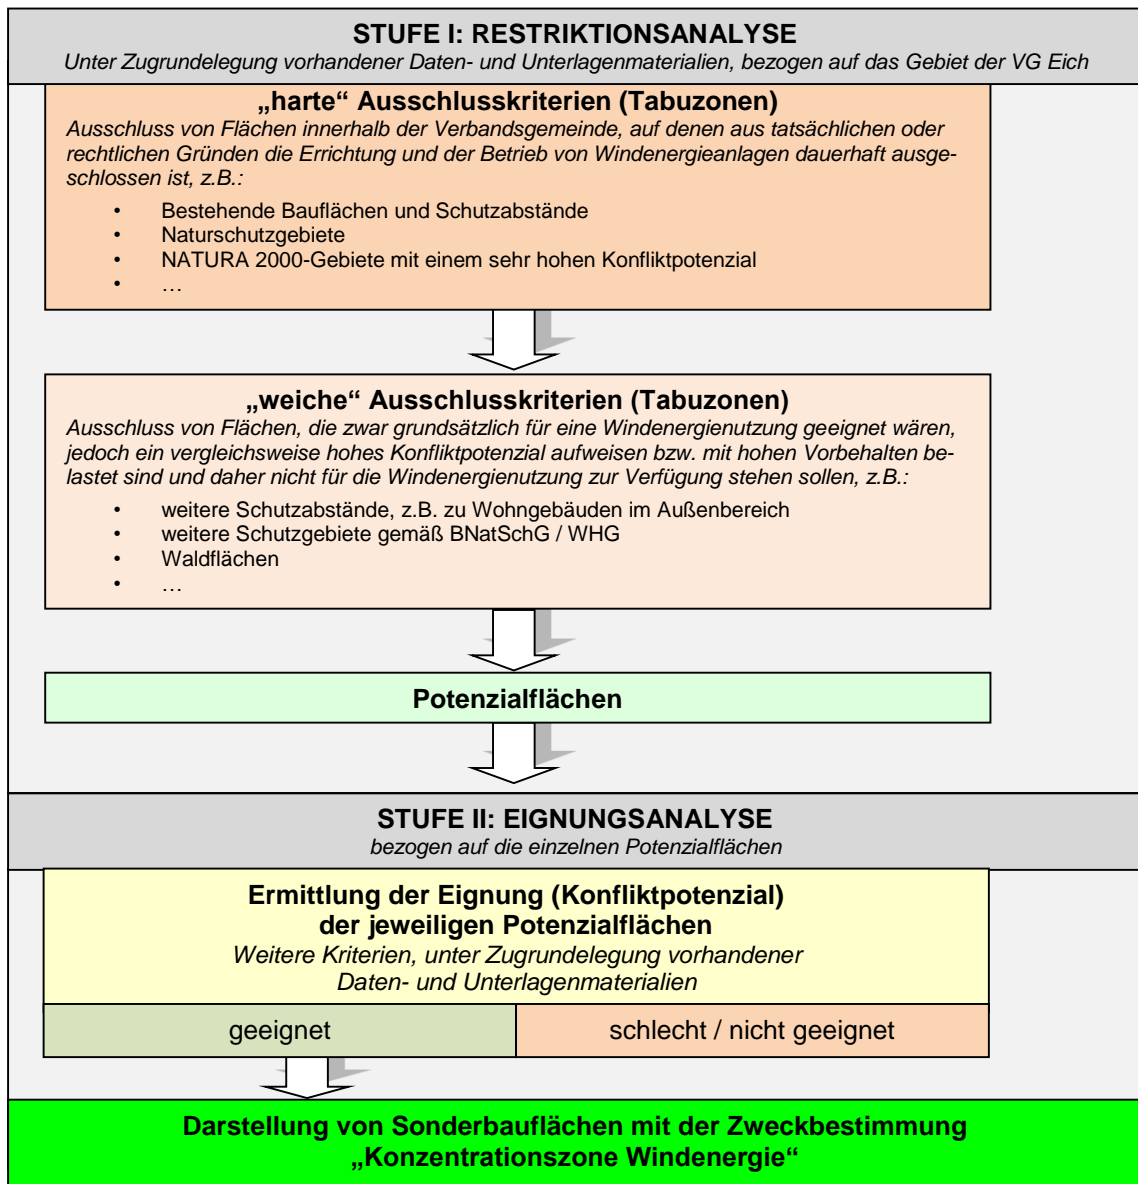 STUFE I: RESTRIKTIONSANALYSE
Unter Zugrundelegung vorhandener Daten- und Unterlagenmaterialien, bezogen auf das Gebiet der VG Eich
„harte“ Ausschlusskriterien (Tabuzonen)
Ausschluss von Flächen innerhalb der Verbandsgemeinde, auf denen aus tatsächlichen oder
rechtlichen Gründen die Errichtung und der Betrieb von Windenergieanlagen dauerhaft ausge-
schlossen ist, z.B.:
• Bestehende Bauflächen und Schutzabstände
• Naturschutzgebiete
• NATURA 2000-Gebiete mit einem sehr hohen Konfliktpotenzial
• …
„weiche“ Ausschlusskriterien (Tabuzonen)
Ausschluss von Flächen, die zwar grundsätzlich für eine Windenergienutzung geeignet wären,
jedoch ein vergleichsweise hohes Konfliktpotenzial aufweisen bzw. mit hohen Vorbehalten be-
lastet sind und daher nicht für die Windenergienutzung zur Verfügung stehen sollen, z.B.:
• weitere Schutzabstände, z.B. zu Wohngebäuden im Außenbereich
• weitere Schutzgebiete gemäß BNatSchG / WHG
• Waldflächen
• …
Potenzialflächen
STUFE II: EIGNUNGSANALYSE
bezogen auf die einzelnen Potenzialflächen
Ermittlung der Eignung (Konfliktpotenzial)
der jeweiligen Potenzialflächen
Weitere Kriterien, unter Zugrundelegung vorhandener
Daten- und Unterlagenmaterialien
geeignet
schlecht / nicht geeignet
Darstellung von Sonderbauflächen mit der Zweckbestimmung
„Konzentrationszone Windenergie“